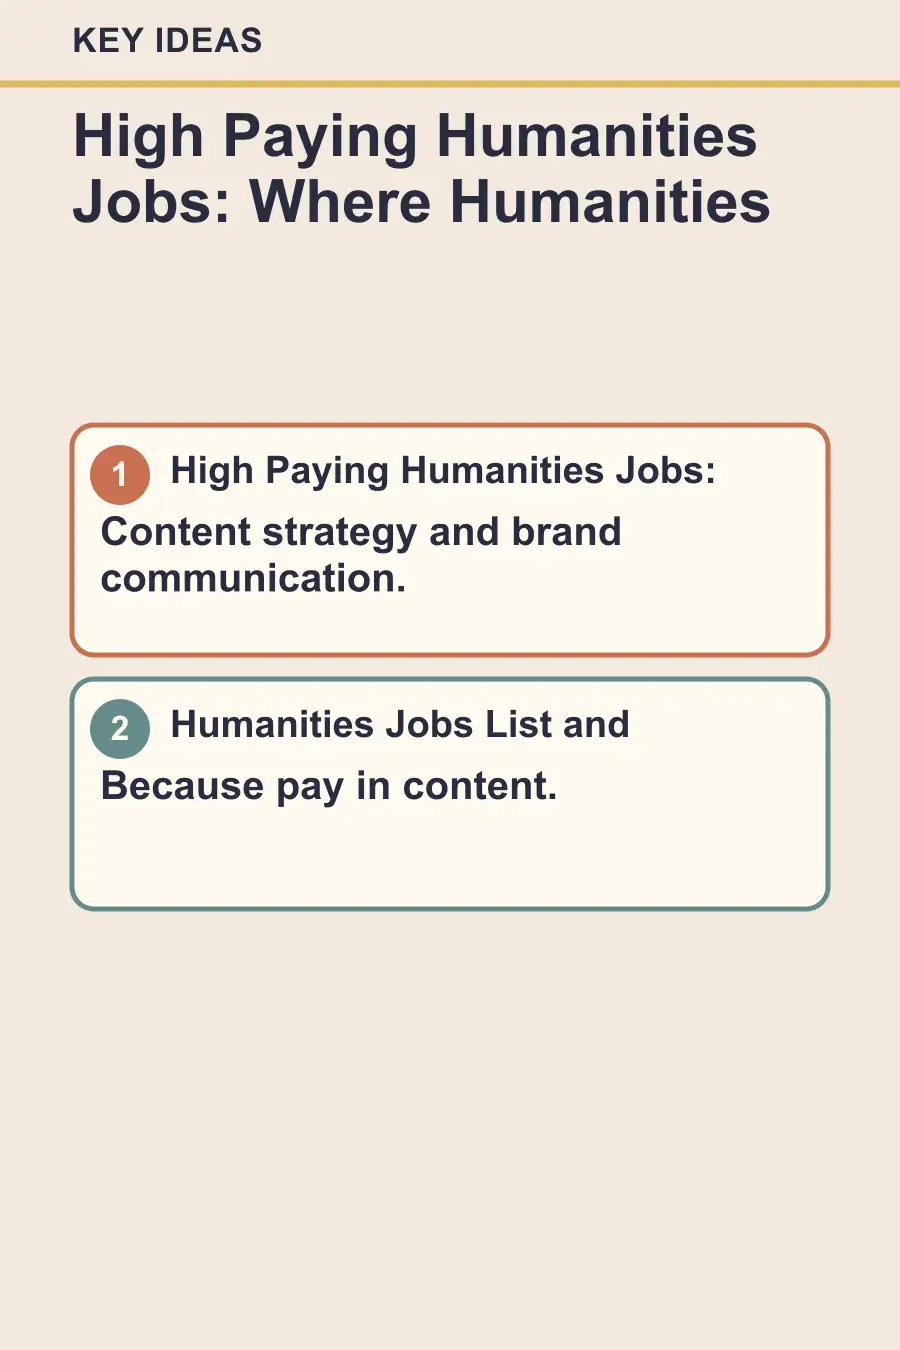 KEY IDEAS
High Paying Humanities
Jobs: Where Humanities
1 High Paying Humanities Jobs:
Content strategy and brand
communication.
2 Humanities Jobs List and
Because pay in content.